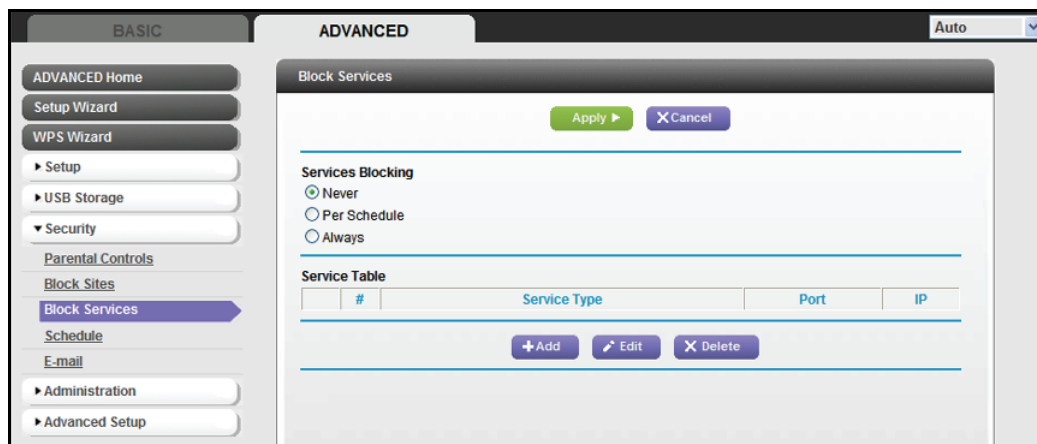 BASIC
ADVANCED
Auto
ADVANCED Home
Setup Wizard
WPS Wizard
Setup
USB Storage
Security
Parental Controls
Block Sites
Block Services
Schedule
E-mail
Administration
Advanced Setup
Block Services
Apply
Cancel
Services Blocking
Never
Per Schedule
Always
Service Table
# Service Type Port IP
Add Edit Delete